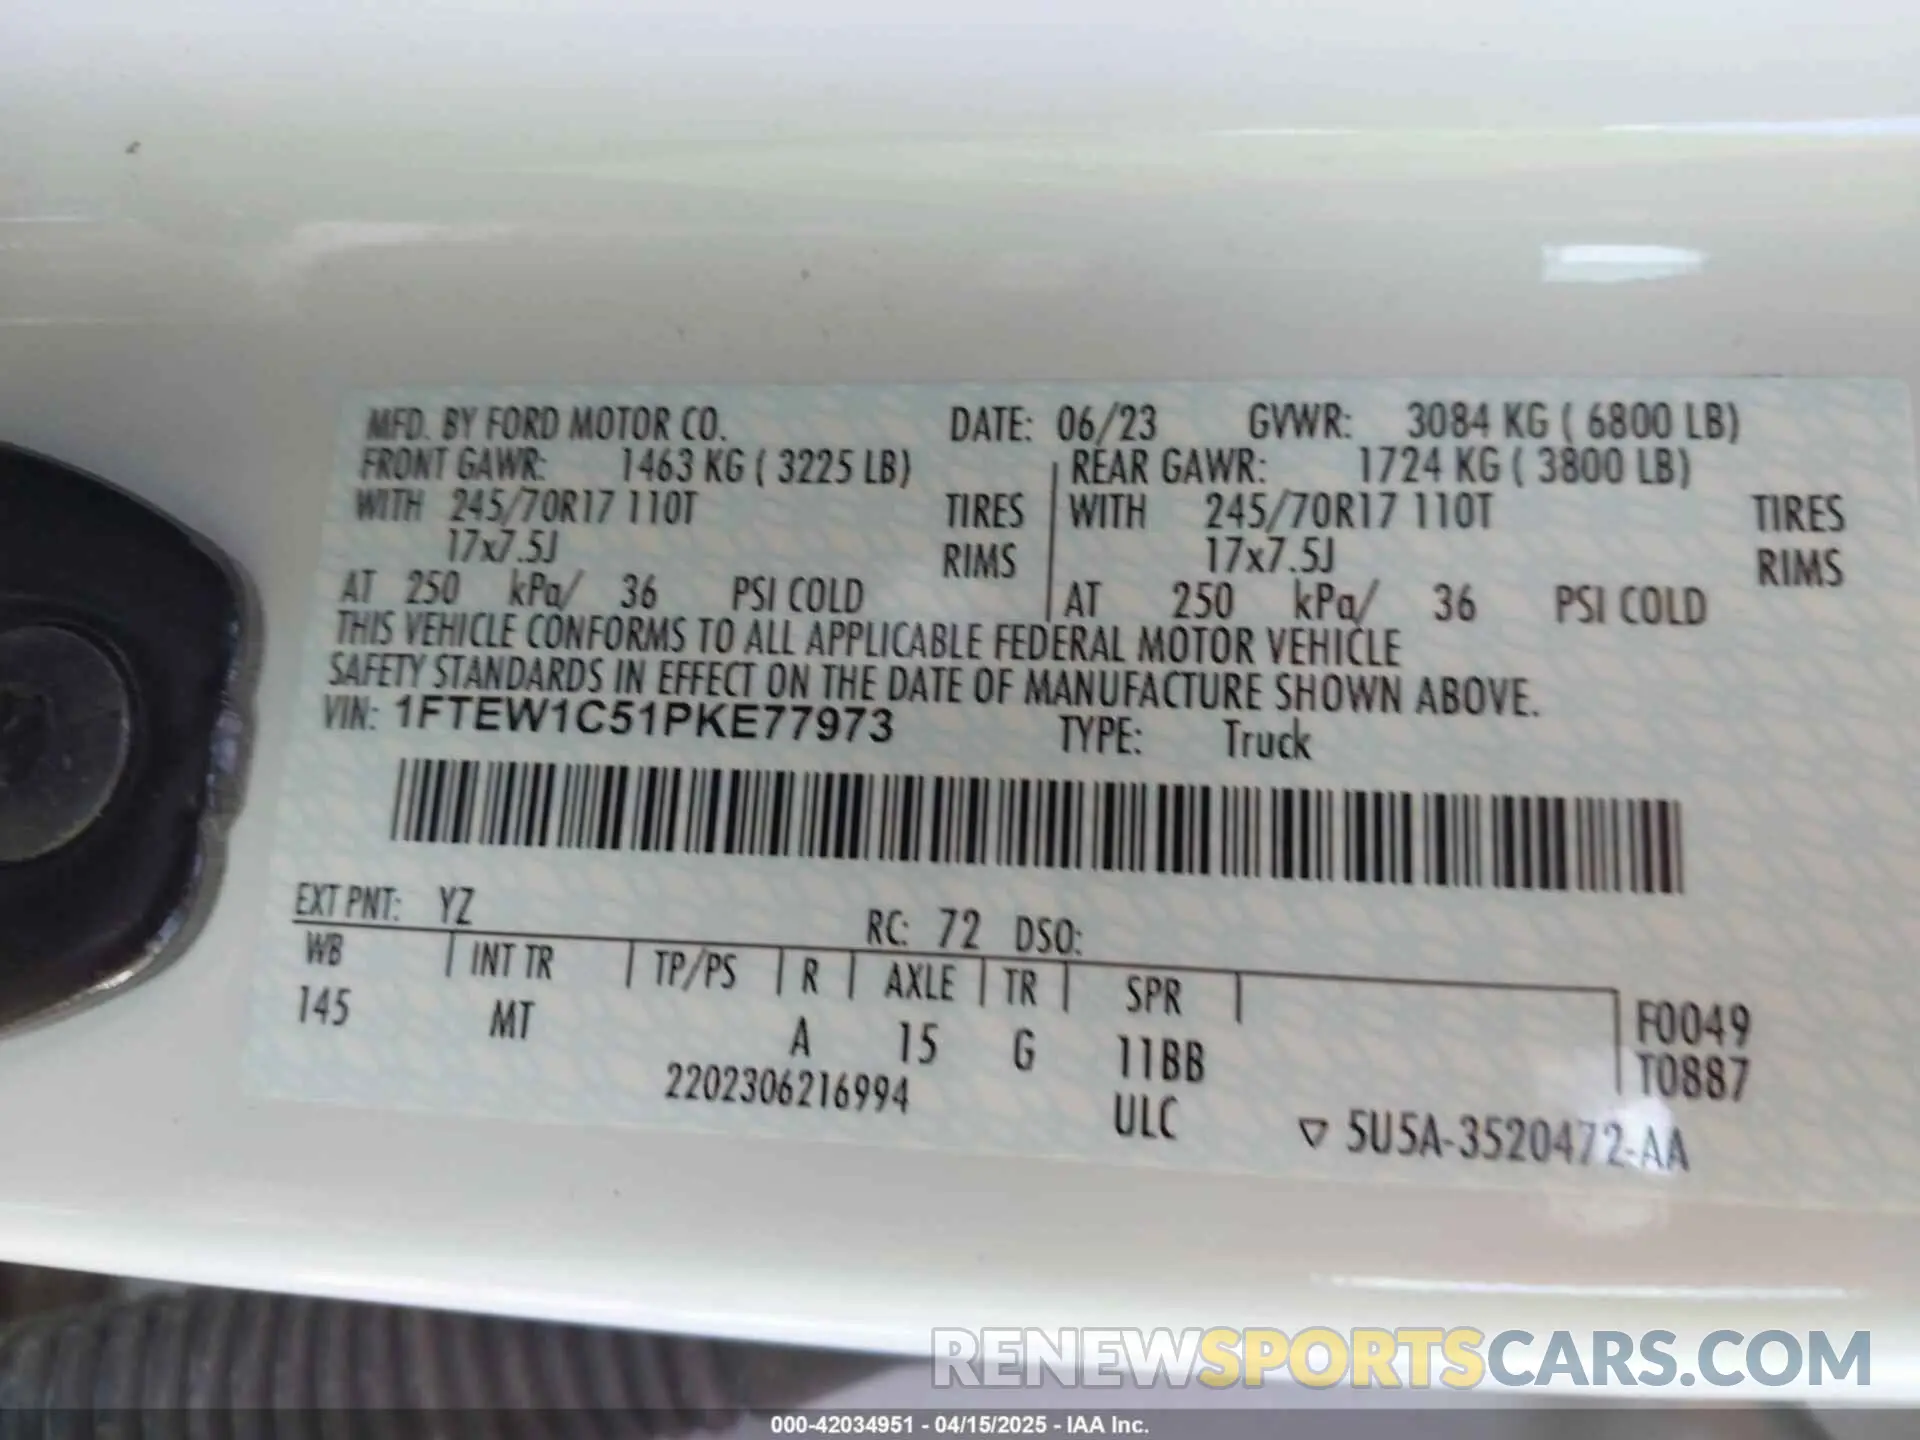 MFD. BY FORD MOTOR CO. DATE: 06/23 GVWR: 3084 KG ( 6800 LB)
FRONT GAWR: 1463 KG ( 3225 LB) REAR GAWR: 1724 KG ( 3800 LB)
WITH 245/70R17 110T TIRES WITH 245/70R17 110T TIRES
17x7.5J RIMS 17x7.5J RIMS
AT 250 kPa/ 36 PSI COLD AT 250 kPa/ 36 PSI COLD
THIS VEHICLE CONFORMS TO ALL APPLICABLE FEDERAL MOTOR VEHICLE
SAFETY STANDARDS IN EFFECT ON THE DATE OF MANUFACTURE SHOWN ABOVE.
VIN: 1FTEW1C51PKE77973 TYPE: Truck
EXT PNT: YZ RC: 72 DSO:
WB INT TR TP/PS R AXLE TR SPR F0049
145 MT A 15 G 11BB T0887
2202306216994 ULC ▽ 5U5A-3520472-AA
RENEWSPORTSCARS.COM
000-42034951 - 04/15/2025 - IAA Inc.